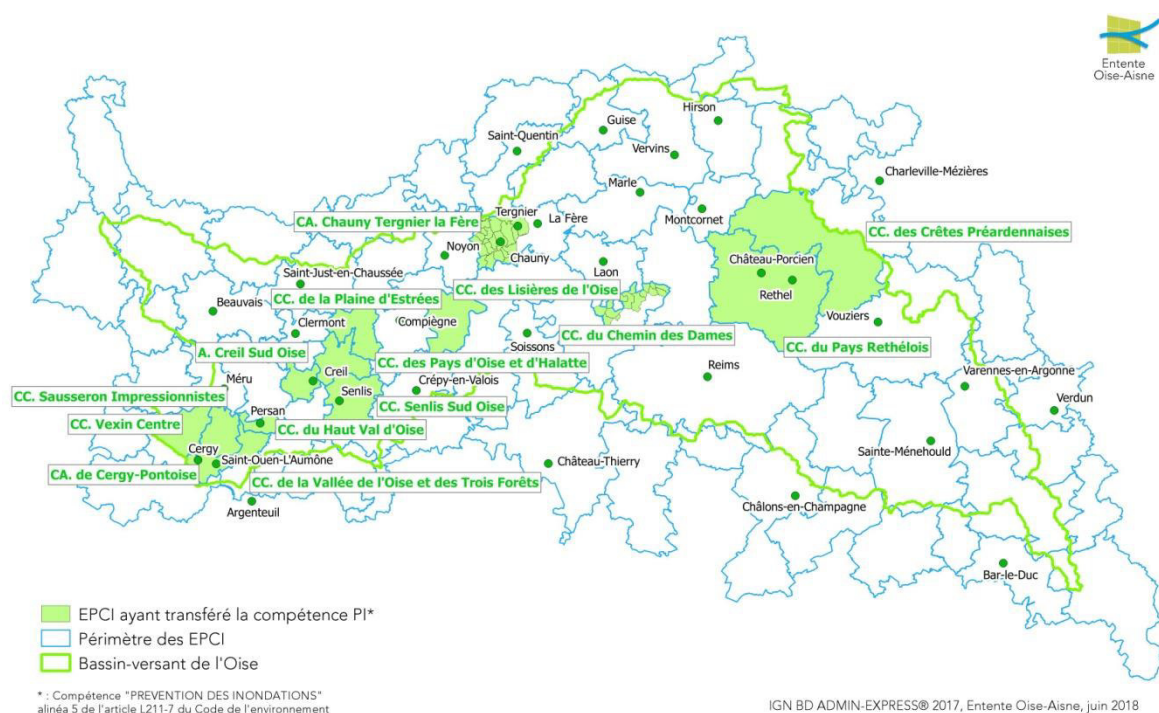 Entente
Oise-Aisne
Hirson
Guise
Saint-Quentin
Vervins
Charleville-Mézières
Marle
Tergnier
CA. Chauny Tergnier la Fère
La Fère
Montcornet
CC. des Crêtes Préardennaises
Noyon
Chauny
Château-Porcien
Laon
Saint-Just-en-Chaussée
CC. des Lisières de l'Oise
Rethel
CC. de la Plaine d'Estrées
Beauvais
Compiègne
Vouziers
Clermont
CC. du Chemin des Dames
Soissons
CC. du Pays Rethélois
A. Creil Sud Oise
CC. des Pays d'Oise et d'Halatte
Reims
Méru
Creil
Crépy-en-Valois
Varennes-en-Argonne
CC. Sausseron Impressionnistes
Senlis
CC. Senlis Sud Oise
Verdun
Persan
CC. Vexin Centre
CC. du Haut Val d'Oise
Sainte-Ménehould
Cergy
Saint-Ouen-L'Aumône
Château-Thierry
CA. de Cergy-Pontoise
CC. de la Vallée de l'Oise et des Trois Forêts
Argenteuil
Châlons-en-Champagne
Bar-le-Duc
EPCI ayant transféré la compétence PI*
Périmètre des EPCI
Bassin-versant de l'Oise
* : Compétence "PREVENTION DES INONDATIONS"
alinéa 5 de l'article L211-7 du Code de l'environnement
IGN BD ADMIN-EXPRESS® 2017, Entente Oise-Aisne, juin 2018